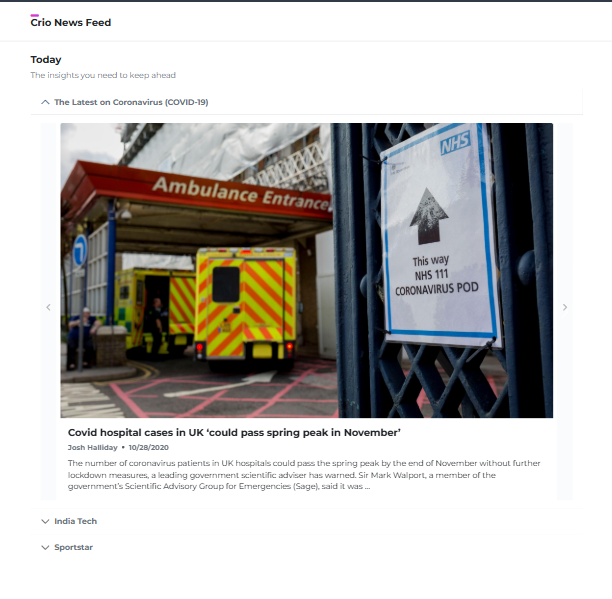 Crio News Feed
Today
The insights you need to keep ahead
The Latest on Coronavirus (COVID-19)
Ambulance Entrance
NHS
This way
NHS 111
CORONAVIRUS POD
Covid hospital cases in UK ‘could pass spring peak in November’
Josh Halliday • 10/28/2020
The number of coronavirus patients in UK hospitals could pass the spring peak by the end of November without further
lockdown measures, a leading government scientific adviser has warned. Sir Mark Walport, a member of the
government’s Scientific Advisory Group for Emergencies (Sage), said it was ...
India Tech
Sportstar